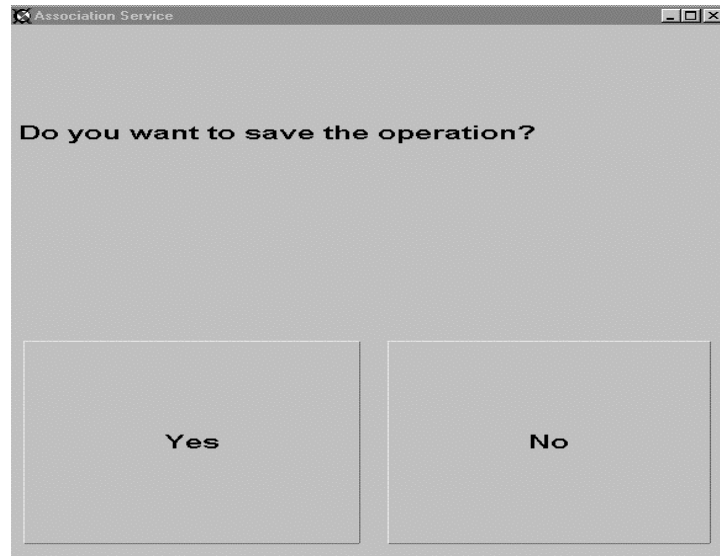 Association Service
Do you want to save the operation?
Yes
No